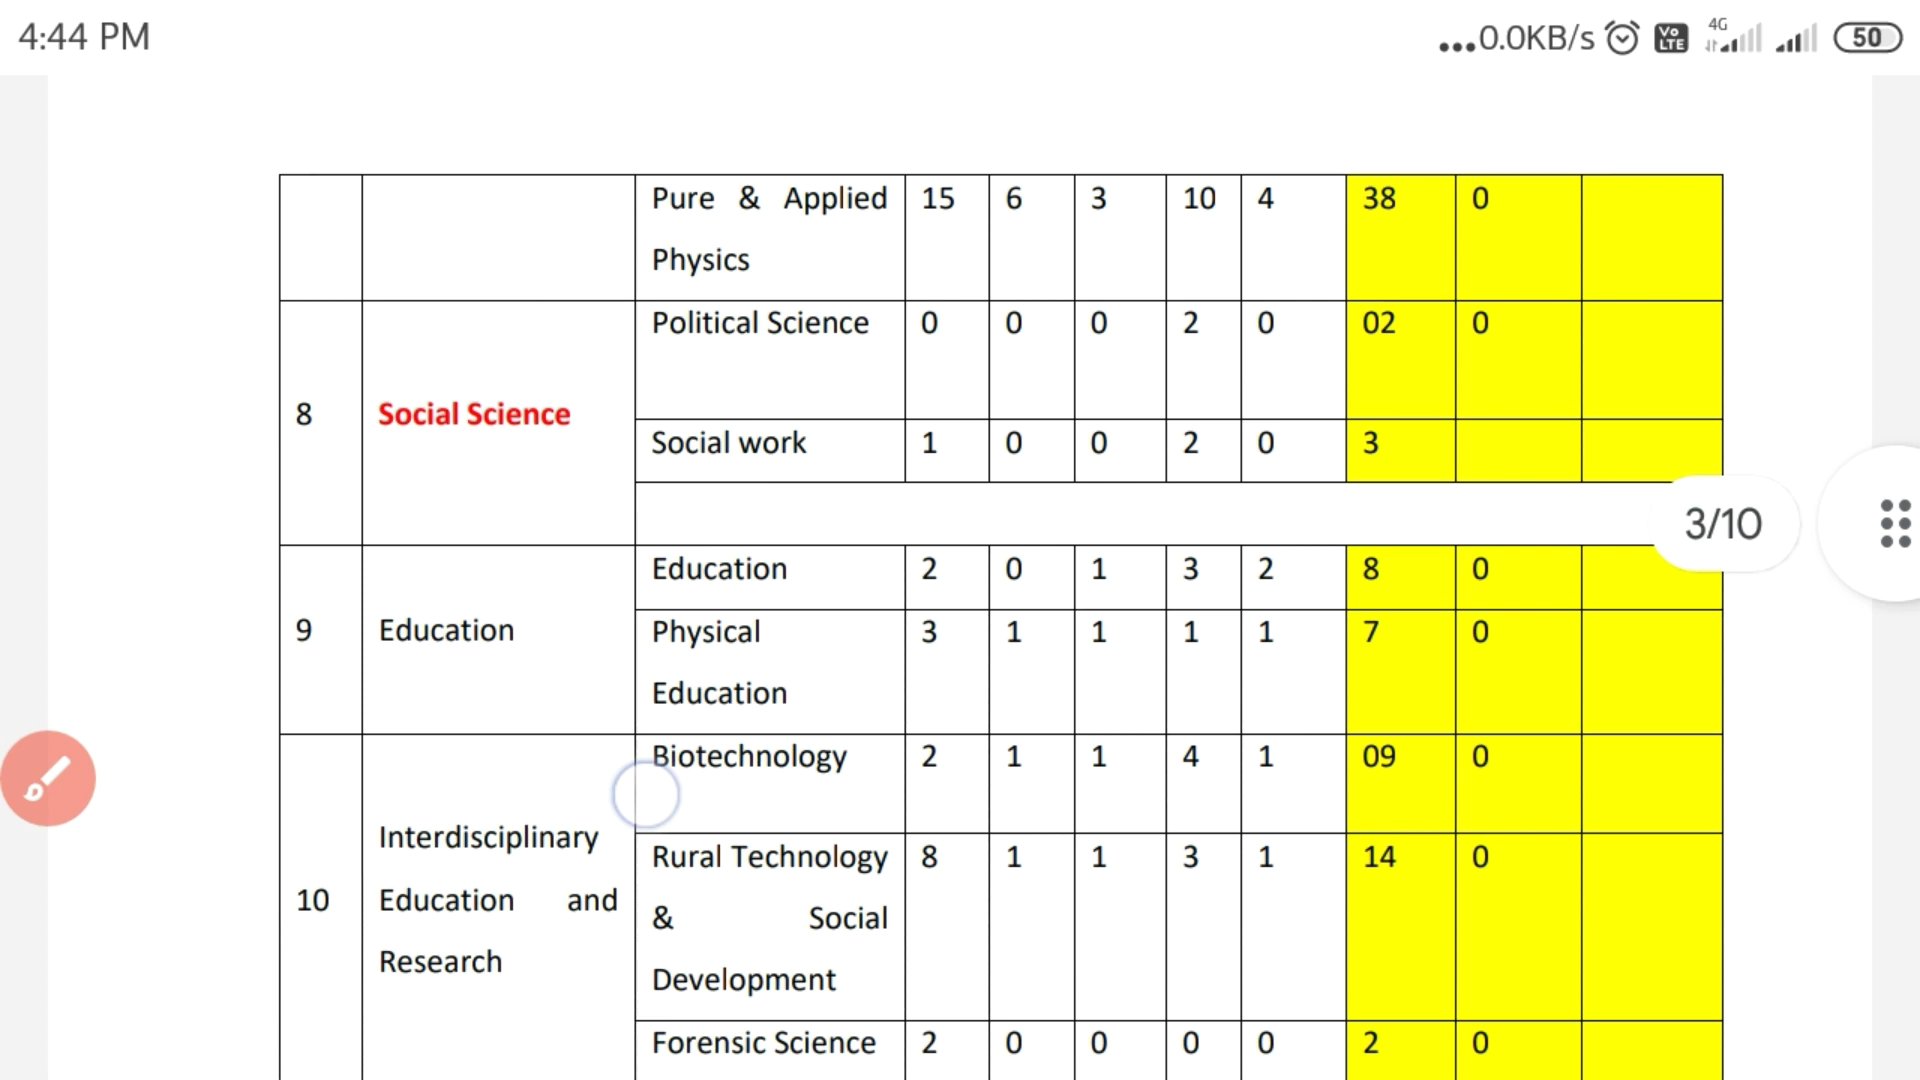 4:44 PM
...0.0KB/s Vo LTE 4G 50
Pure & Applied 15 6 3 10 4 38 0
Physics
Political Science 0 0 0 2 0 02 0
8 Social Science
Social work 1 0 0 2 0 3
3/10
Education 2 0 1 3 2 8 0
9 Education
Physical 3 1 1 1 1 7 0
Education
Biotechnology 2 1 1 4 1 09 0
Interdisciplinary
Rural Technology 8 1 1 3 1 14 0
10 Education and
& Social
Research
Development
Forensic Science 2 0 0 0 0 2 0